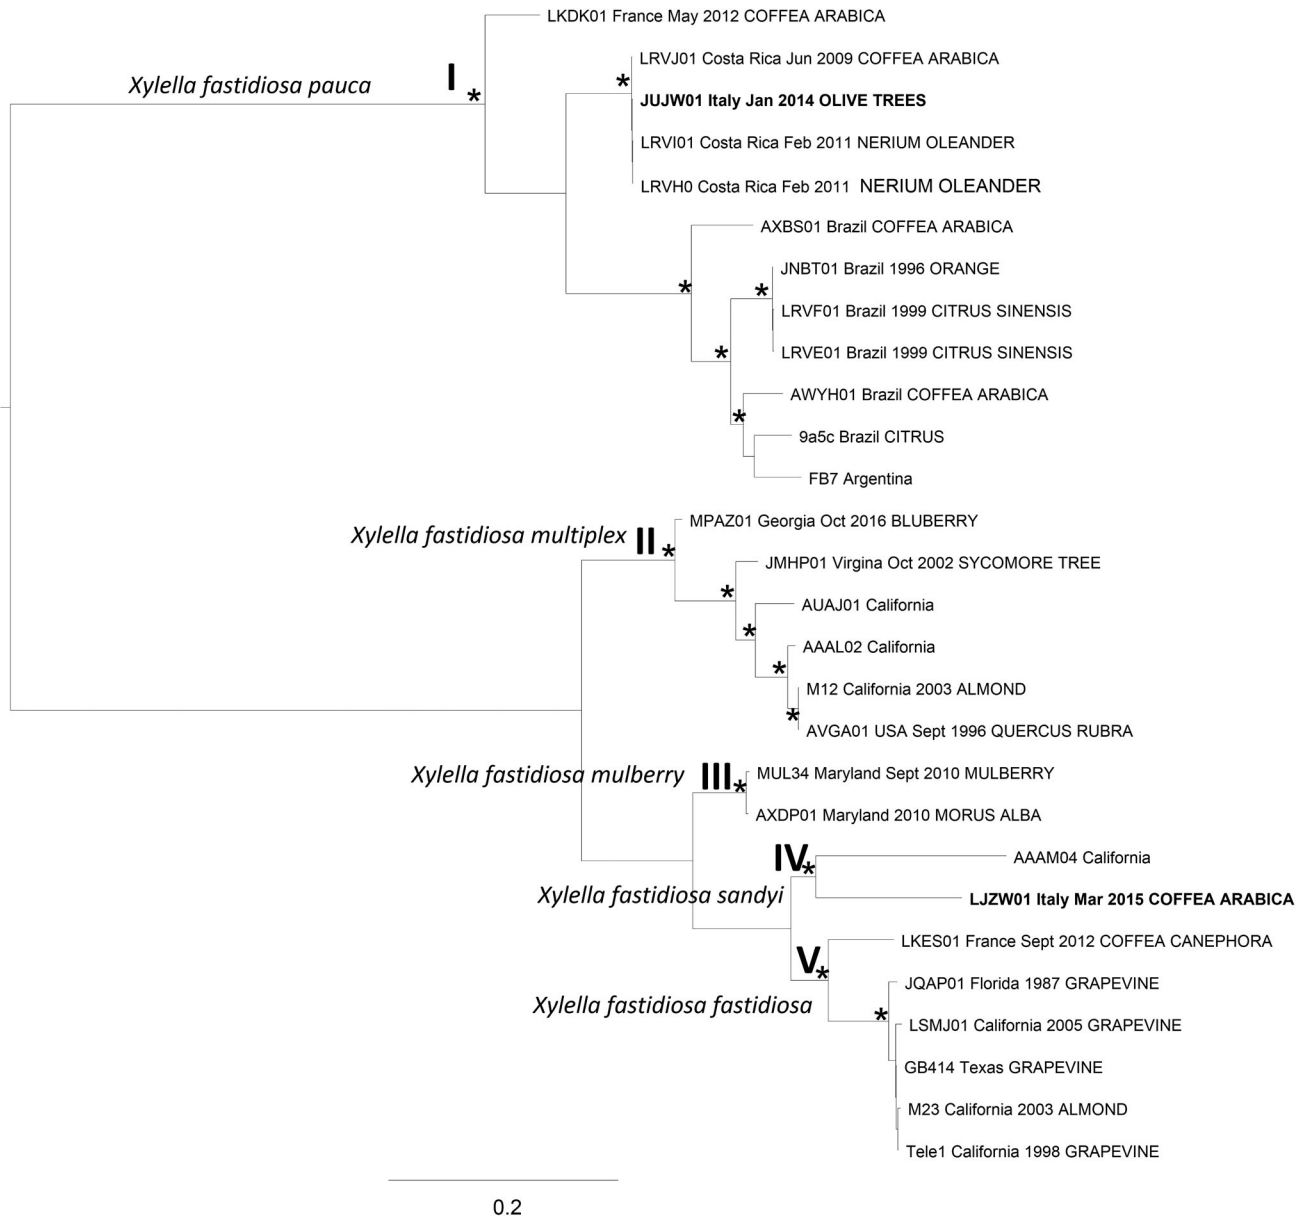 LKDK01 France May 2012 COFFEA ARABICA
LRVJ01 Costa Rica Jun 2009 COFFEA ARABICA
I
*
Xylella fastidiosa pauca
*
JUJW01 Italy Jan 2014 OLIVE TREES
LRVI01 Costa Rica Feb 2011 NERIUM OLEANDER
LRVH0 Costa Rica Feb 2011 NERIUM OLEANDER
AXBS01 Brazil COFFEA ARABICA
JNBT01 Brazil 1996 ORANGE
*
*
LRVF01 Brazil 1999 CITRUS SINENSIS
LRVE01 Brazil 1999 CITRUS SINENSIS
*
AWYH01 Brazil COFFEA ARABICA
*
9a5c Brazil CITRUS
FB7 Argentina
MPAZ01 Georgia Oct 2016 BLUBERRY
Xylella fastidiosa multiplex II
*
JMHP01 Virgina Oct 2002 SYCOMORE TREE
*
AUAJ01 California
*
AAAL02 California
*
M12 California 2003 ALMOND
*
AVGA01 USA Sept 1996 QUERCUS RUBRA
Xylella fastidiosa mulberry III
*
MUL34 Maryland Sept 2010 MULBERRY
AXDP01 Maryland 2010 MORUS ALBA
IV
*
AAAM04 California
Xylella fastidiosa sandyi
LJZW01 Italy Mar 2015 COFFEA ARABICA
LKES01 France Sept 2012 COFFEA CANEPHORA
V
*
JQAP01 Florida 1987 GRAPEVINE
Xylella fastidiosa fastidiosa
*
LSMJ01 California 2005 GRAPEVINE
GB414 Texas GRAPEVINE
M23 California 2003 ALMOND
Tele1 California 1998 GRAPEVINE
0.2